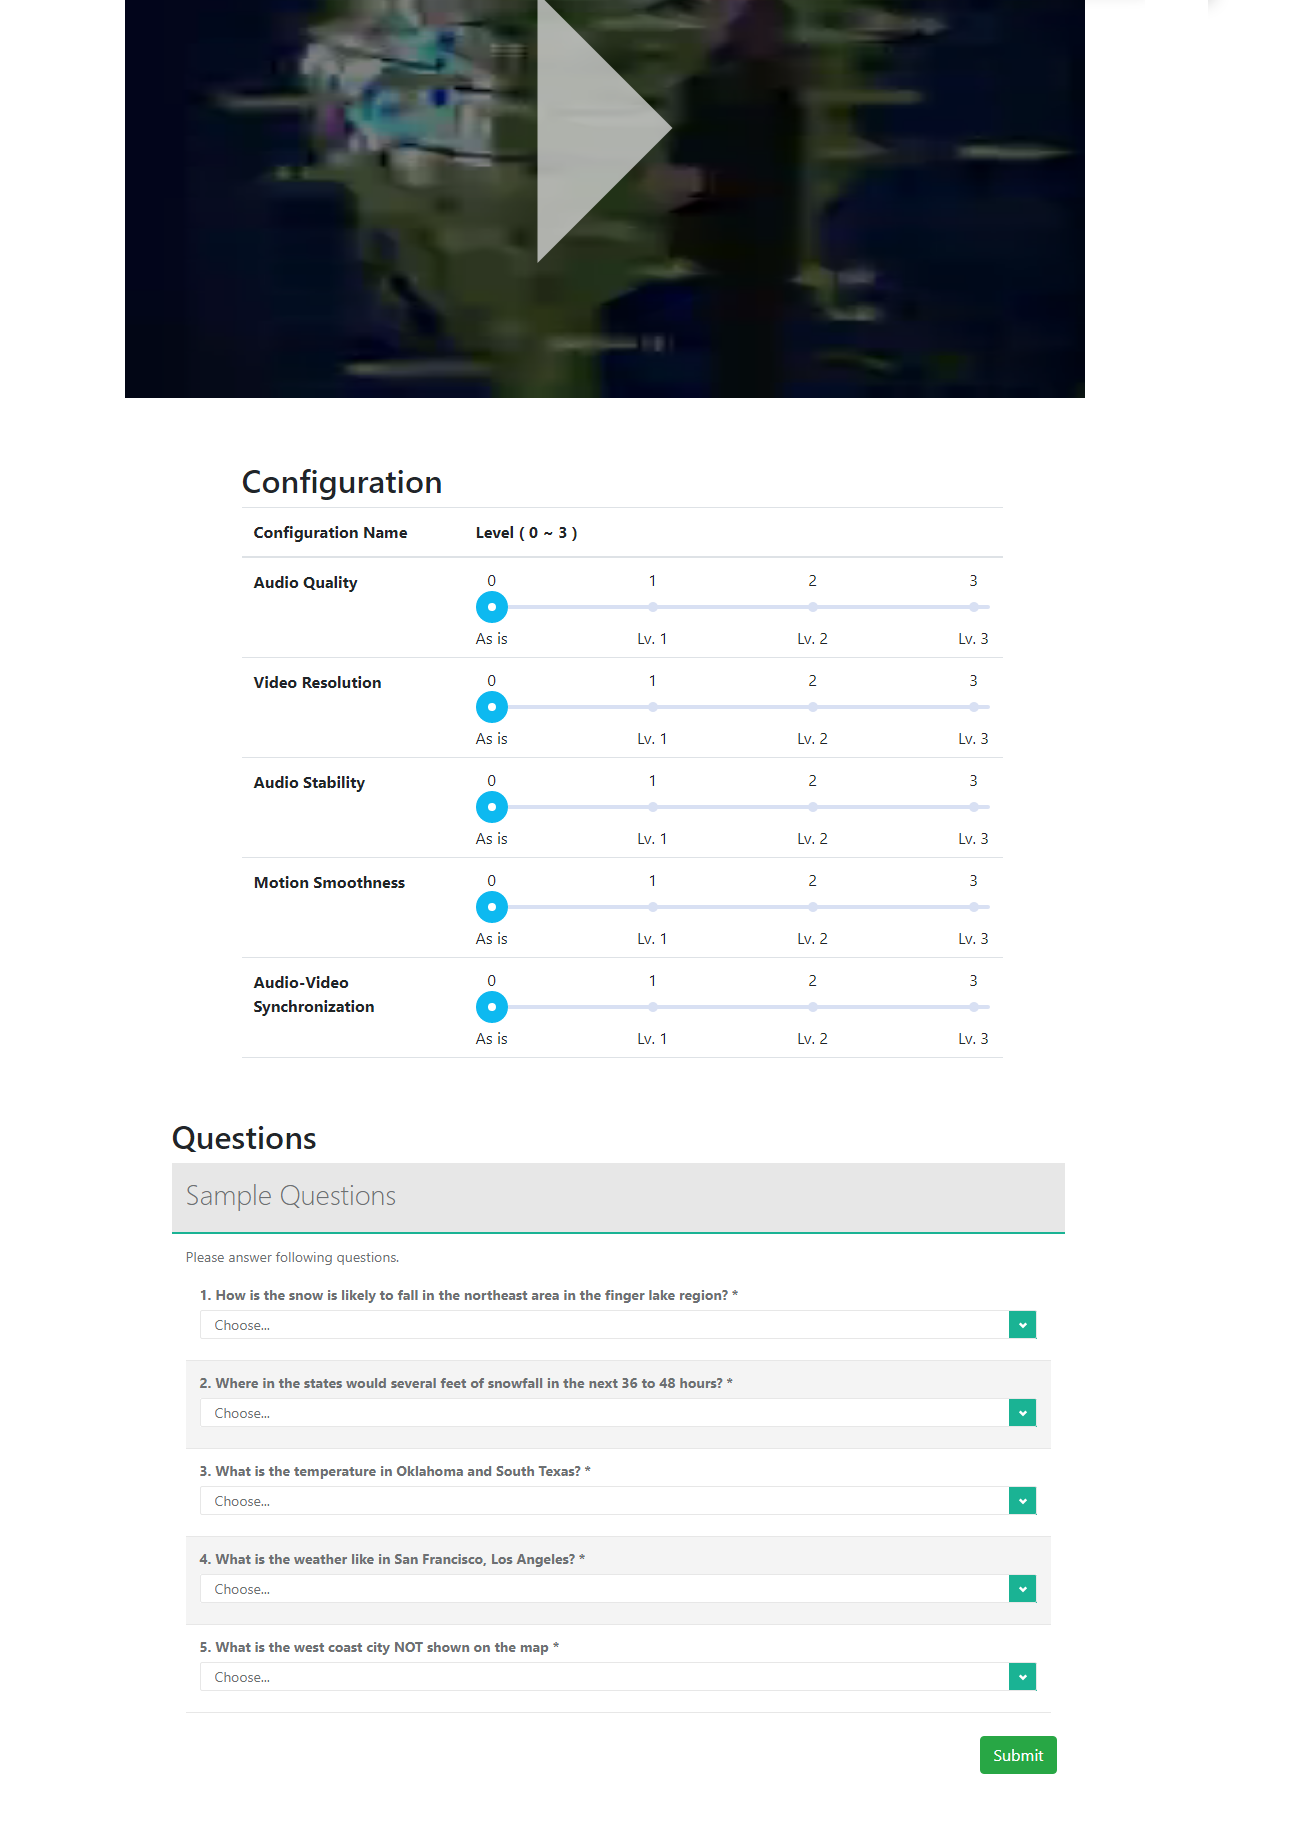 Configuration
Configuration Name Level ( 0 ~ 3 )
Audio Quality 0 1 2 3
As is Lv. 1 Lv. 2 Lv. 3
Video Resolution 0 1 2 3
As is Lv. 1 Lv. 2 Lv. 3
Audio Stability 0 1 2 3
As is Lv. 1 Lv. 2 Lv. 3
Motion Smoothness 0 1 2 3
As is Lv. 1 Lv. 2 Lv. 3
Audio-Video 0 1 2 3
Synchronization
As is Lv. 1 Lv. 2 Lv. 3
Questions
Sample Questions
Please answer following questions.
1. How is the snow is likely to fall in the northeast area in the finger lake region? *
Choose...
2. Where in the states would several feet of snowfall in the next 36 to 48 hours? *
Choose...
3. What is the temperature in Oklahoma and South Texas? *
Choose...
4. What is the weather like in San Francisco, Los Angeles? *
Choose...
5. What is the west coast city NOT shown on the map *
Choose...
Submit